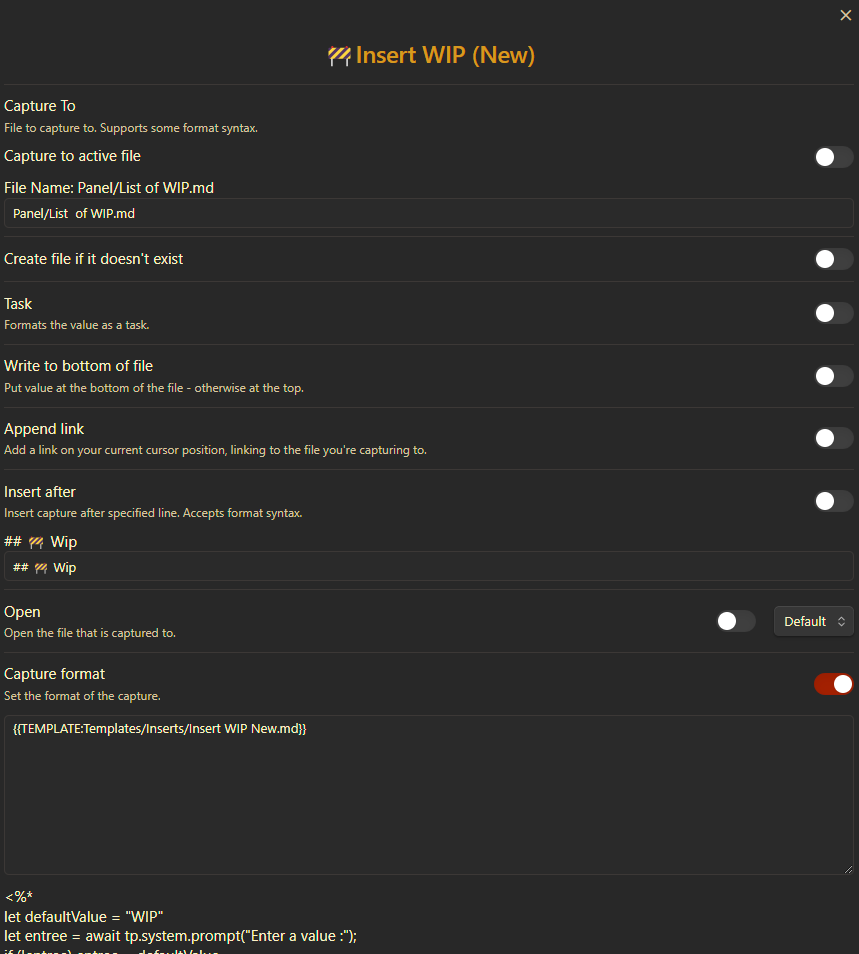 🚧 Insert WIP (New)
Capture To
File to capture to. Supports some format syntax.
Capture to active file
File Name: Panel/List of WIP.md
Panel/List  of WIP.md
Create file if it doesn't exist
Task
Formats the value as a task.
Write to bottom of file
Put value at the bottom of the file - otherwise at the top.
Append link
Add a link on your current cursor position, linking to the file you're capturing to.
Insert after
Insert capture after specified line. Accepts format syntax.
## 🚧 Wip
## 🚧 Wip
Open
Open the file that is captured to.
Default
Capture format
Set the format of the capture.
{{TEMPLATE:Templates/Inserts/Insert WIP New.md}}
<%*
let defaultValue = "WIP"
let entree = await tp.system.prompt("Enter a value :");